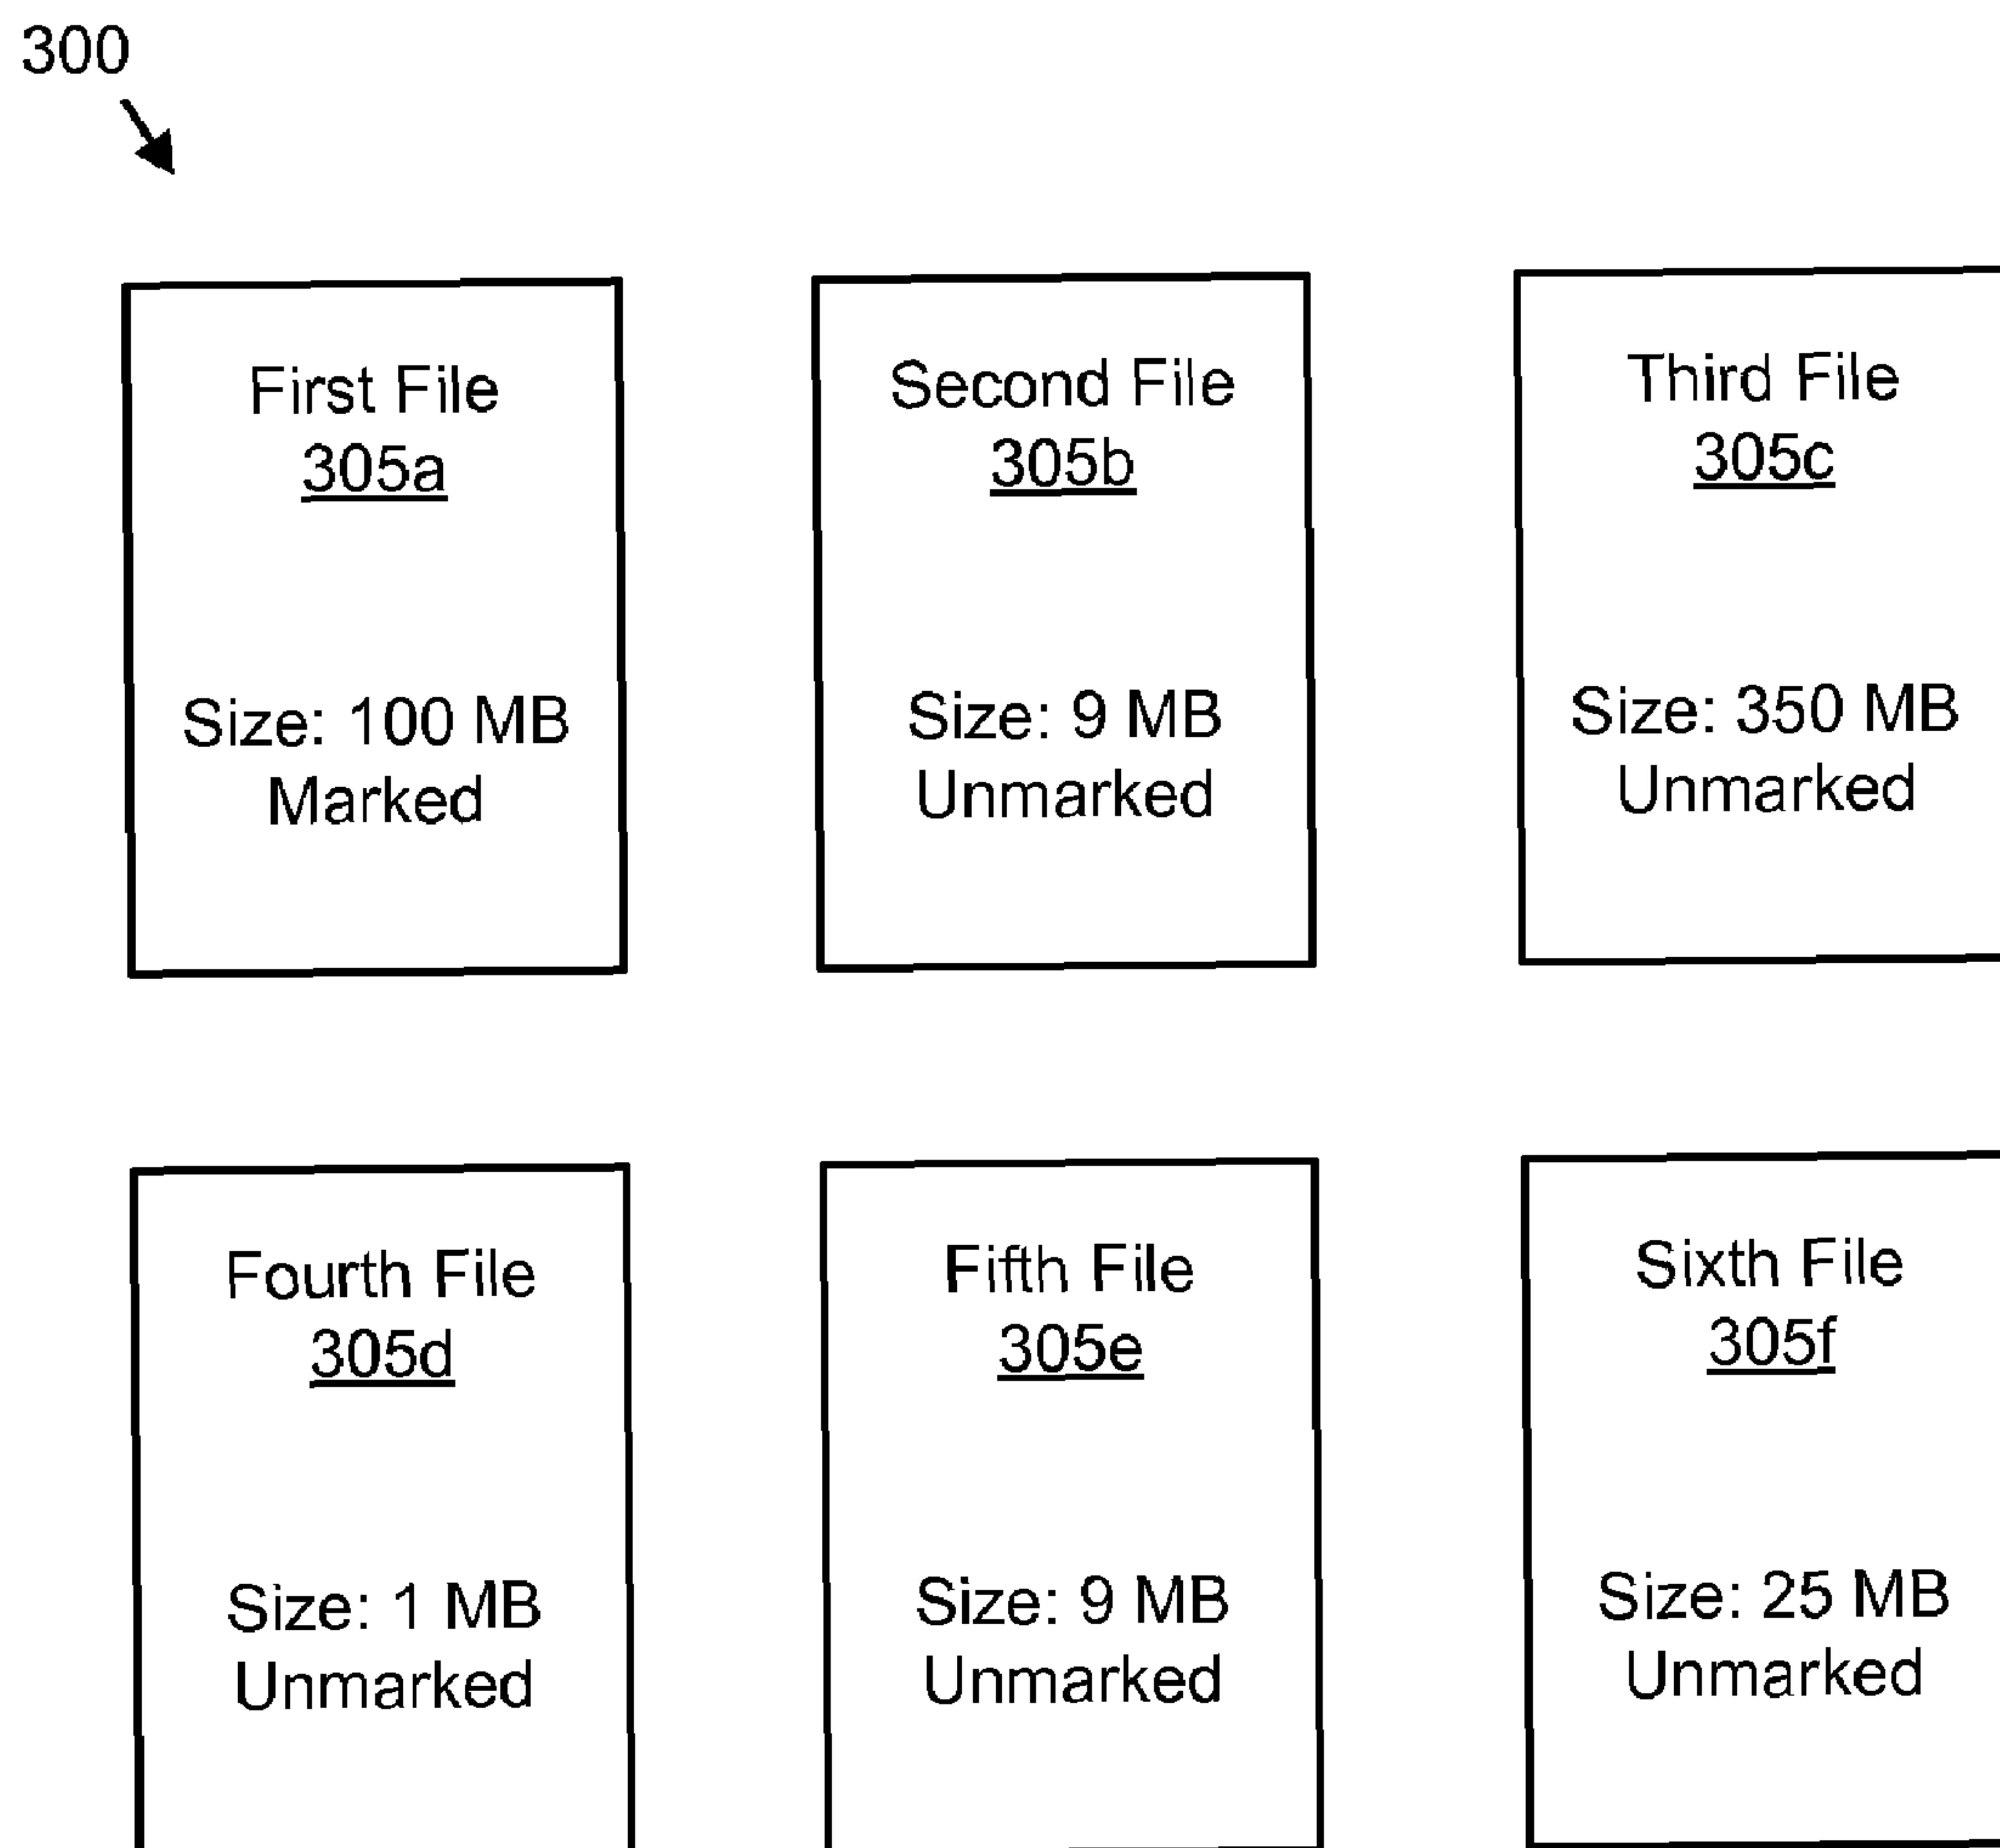 300
First File
305a
Size: 100 MB
Marked
Second File
305b
Size: 9 MB
Unmarked
Third File
305c
Size: 350 MB
Unmarked
Fourth File
305d
Size: 1 MB
Unmarked
Fifth File
305e
Size: 9 MB
Unmarked
Sixth File
305f
Size: 25 MB
Unmarked